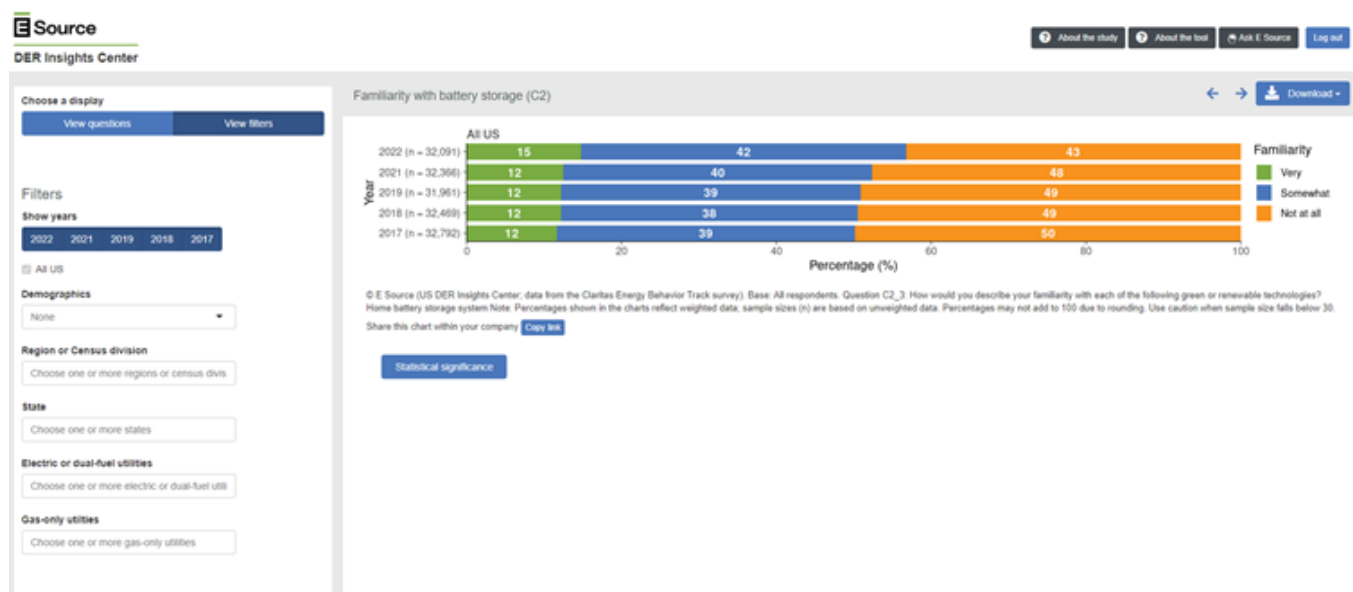 E Source
DER Insights Center
About the study
About the tool
Ask E Source
Log out
Choose a display
View questions
View filters
Filters
Show years
2022 2021 2019 2018 2017
All US
Demographics
None
Region or Census division
Choose one or more regions or census divis
State
Choose one or more states
Electric or dual-fuel utilities
Choose one or more electric or dual-fuel utili
Gas-only utilties
Choose one or more gas-only utilities
Familiarity with battery storage (C2)
Download
All US
Year
2022 (n = 32,091) 15 42 43
2021 (n = 32,366) 12 40 48
2019 (n = 31,961) 12 39 49
2018 (n = 32,469) 12 38 49
2017 (n = 32,792) 12 39 50
0 20 40 60 80 100
Percentage (%)
Familiarity
Very
Somewhat
Not at all
© E Source (US DER Insights Center; data from the Claritas Energy Behavior Track survey). Base: All respondents. Question C2_3: How would you describe your familiarity with each of the following green or renewable technologies?
Home battery storage system Note: Percentages shown in the charts reflect weighted data; sample sizes (n) are based on unweighted data. Percentages may not add to 100 due to rounding. Use caution when sample size falls below 30.
Share this chart within your company Copy link
Statistical significance